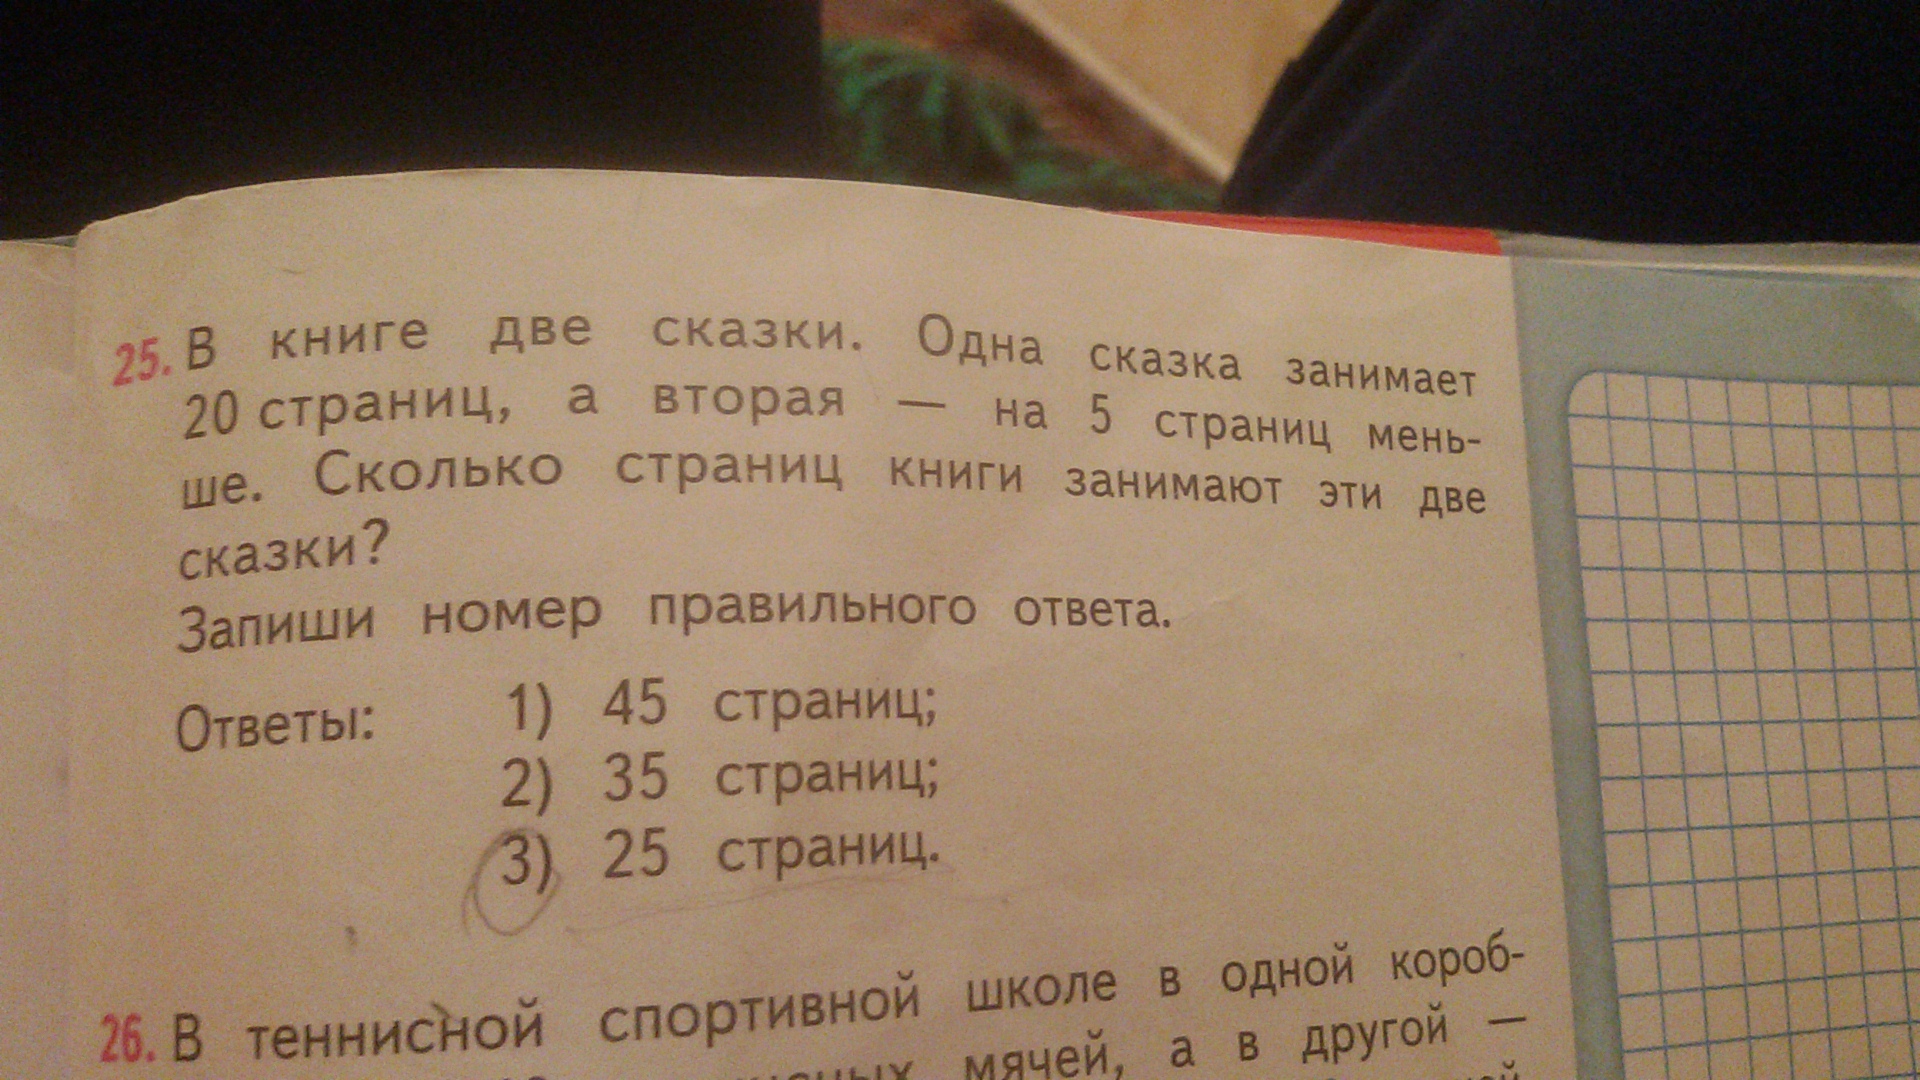 25. В книге две сказки. Одна сказка занимает
20 страниц, а вторая — на 5 страниц мень-
ше. Сколько страниц книги занимают эти две
сказки?
Запиши номер правильного ответа.
Ответы: 1) 45 страниц;
2) 35 страниц;
3) 25 страниц.
26. В теннисной спортивной школе в одной короб-
мячей, а в другой —